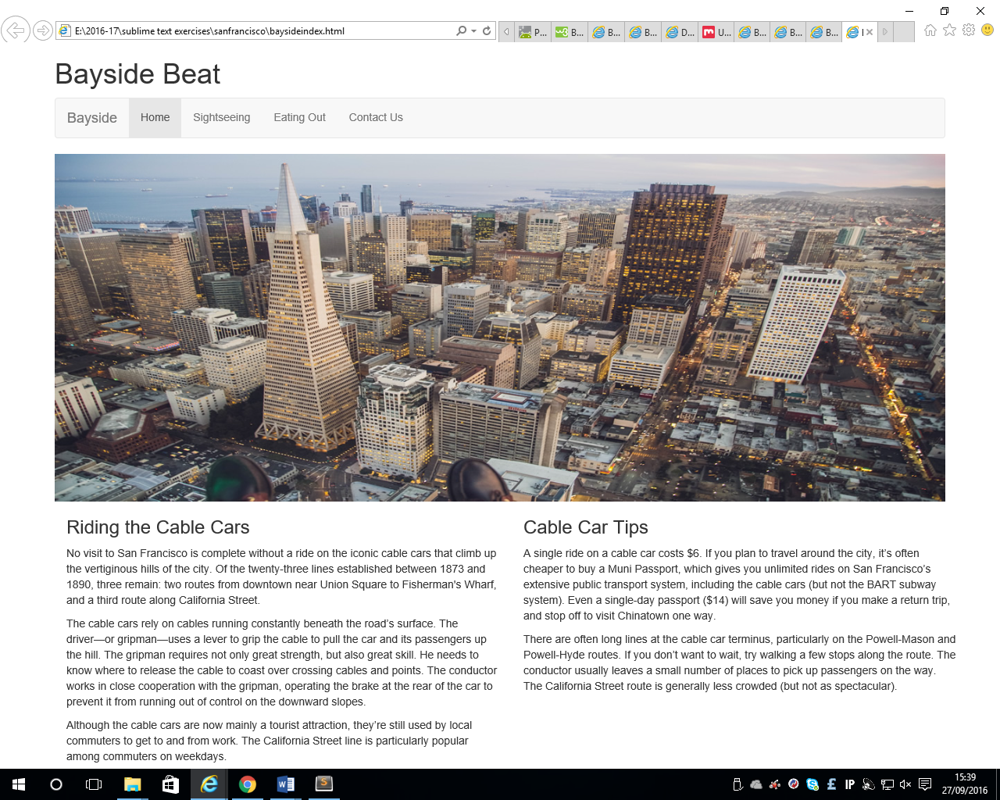 E:\2016-17\sublime text exercises\sanfrancisco\baysideindex.html
P...
B...
B...
B...
D...
U...
B...
B...
B...
Bayside Beat
Bayside Home Sightseeing Eating Out Contact Us
Riding the Cable Cars
No visit to San Francisco is complete without a ride on the iconic cable cars that climb up
the vertiginous hills of the city. Of the twenty-three lines established between 1873 and
1890, three remain: two routes from downtown near Union Square to Fisherman's Wharf,
and a third route along California Street.
The cable cars rely on cables running constantly beneath the road’s surface. The
driver—or gripman—uses a lever to grip the cable to pull the car and its passengers up
the hill. The gripman requires not only great strength, but also great skill. He needs to
know where to release the cable to coast over crossing cables and points. The conductor
works in close cooperation with the gripman, operating the brake at the rear of the car to
prevent it from running out of control on the downward slopes.
Although the cable cars are now mainly a tourist attraction, they’re still used by local
commuters to get to and from work. The California Street line is particularly popular
among commuters on weekdays.
Cable Car Tips
A single ride on a cable car costs $6. If you plan to travel around the city, it’s often
cheaper to buy a Muni Passport, which gives you unlimited rides on San Francisco’s
extensive public transport system, including the cable cars (but not the BART subway
system). Even a single-day passport ($14) will save you money if you make a return trip,
and stop off to visit Chinatown one way.
There are often long lines at the cable car terminus, particularly on the Powell-Mason and
Powell-Hyde routes. If you don’t want to wait, try walking a few stops along the route. The
conductor usually leaves a small number of places to pick up passengers on the way.
The California Street route is generally less crowded (but not as spectacular).
IP
15:39
27/09/2016